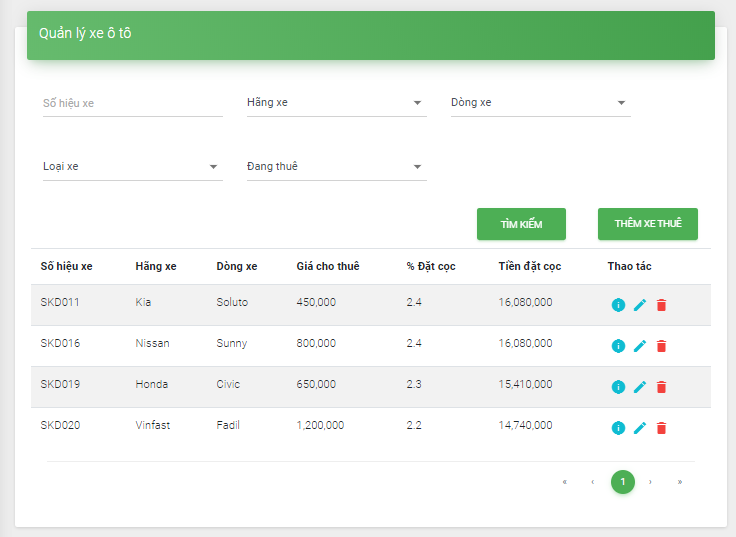 Quản lý xe ô tô
Số hiệu xe Hãng xe Dòng xe
Loại xe Đang thuê
TÌM KIẾM THÊM XE THUÊ
Số hiệu xe Hãng xe Dòng xe Giá cho thuê % Đặt cọc Tiền đặt cọc Thao tác
SKD011 Kia Soluto 450,000 2.4 16,080,000
SKD016 Nissan Sunny 800,000 2.4 16,080,000
SKD019 Honda Civic 650,000 2.3 15,410,000
SKD020 Vinfast Fadil 1,200,000 2.2 14,740,000
« ‹ 1 › »